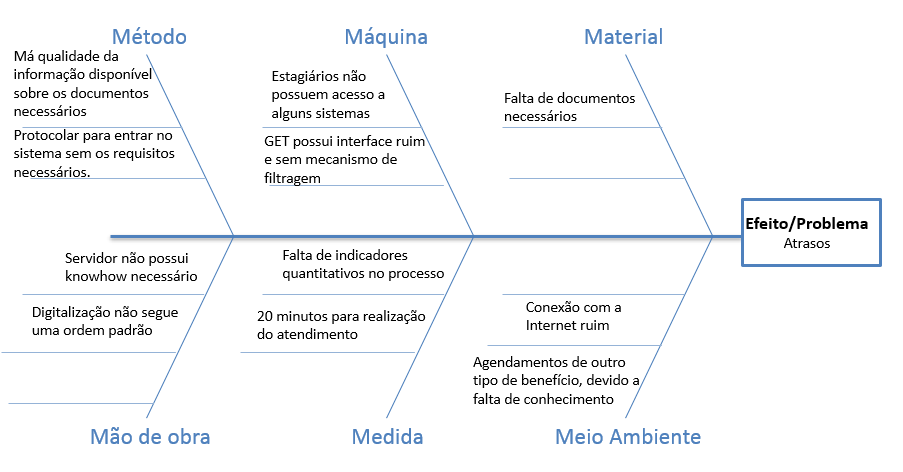 Método
Má qualidade da
informação disponível
sobre os documentos
necessários
Protocolar para entrar no
sistema sem os requisitos
necessários.
Máquina
Estagiários não
possuem acesso a
alguns sistemas
GET possui interface ruim
e sem mecanismo de
filtragem
Material
Falta de documentos
necessários
Efeito/Problema
Atrasos
Servidor não possui
knowhow necessário
Digitalização não segue
uma ordem padrão
Mão de obra
Falta de indicadores
quantitativos no processo
20 minutos para realização
do atendimento
Medida
Conexão com a
Internet ruim
Agendamentos de outro
tipo de benefício, devido a
falta de conhecimento
Meio Ambiente